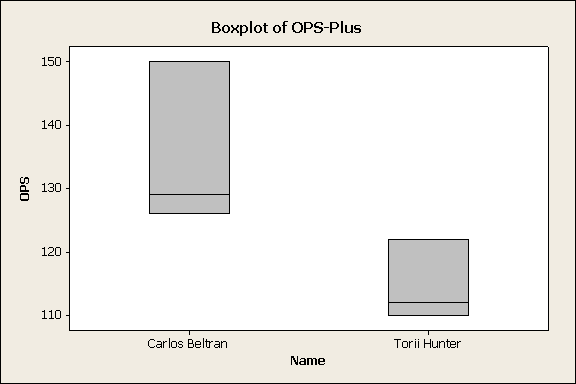 Boxplot of OPS-Plus
150
140
130
120
110
OPS
Carlos Beltran
Torii Hunter
Name